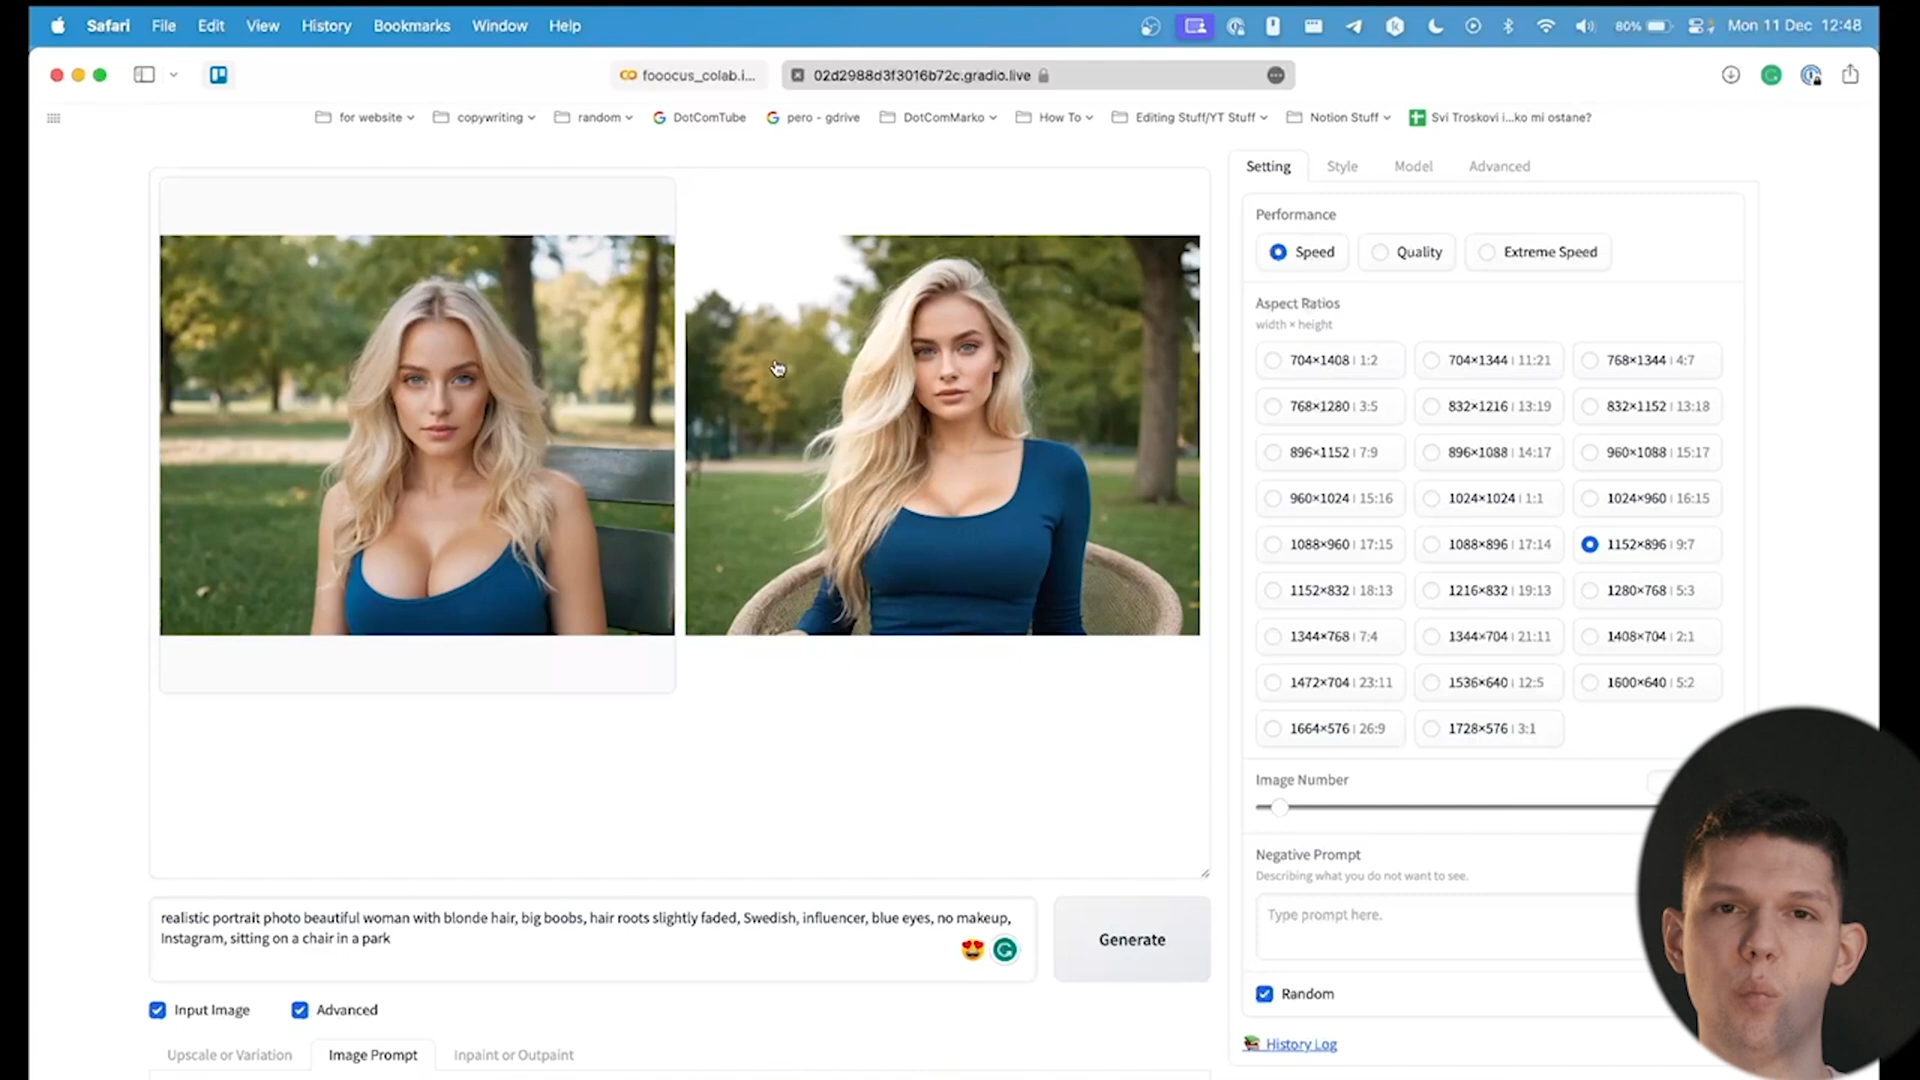 Safari File Edit View History Bookmarks Window Help 80% Mon 11 Dec 12:48
fooocus_colab.i... 02d2988d3f3016b72c.gradio.live
for website copywriting random DotComTube pero - gdrive DotComMarko How To Editing Stuff/YT Stuff Notion Stuff Svi Troskovi i...ko mi ostane?
Setting Style Model Advanced
Performance
Speed Quality Extreme Speed
Aspect Ratios
width × height
704×1408 | 1:2 704×1344 | 11:21 768×1344 | 4:7
768×1280 | 3:5 832×1216 | 13:19 832×1152 | 13:18
896×1152 | 7:9 896×1088 | 14:17 960×1088 | 15:17
960×1024 | 15:16 1024×1024 | 1:1 1024×960 | 16:15
1088×960 | 17:15 1088×896 | 17:14 1152×896 | 9:7
1152×832 | 18:13 1216×832 | 19:13 1280×768 | 5:3
1344×768 | 7:4 1344×704 | 21:11 1408×704 | 2:1
1472×704 | 23:11 1536×640 | 12:5 1600×640 | 5:2
1664×576 | 26:9 1728×576 | 3:1
Image Number
Negative Prompt
Describing what you do not want to see.
Type prompt here.
Random
History Log
realistic portrait photo beautiful woman with blonde hair, big boobs, hair roots slightly faded, Swedish, influencer, blue eyes, no makeup,
Instagram, sitting on a chair in a park
Generate
Input Image Advanced
Upscale or Variation Image Prompt Inpaint or Outpaint